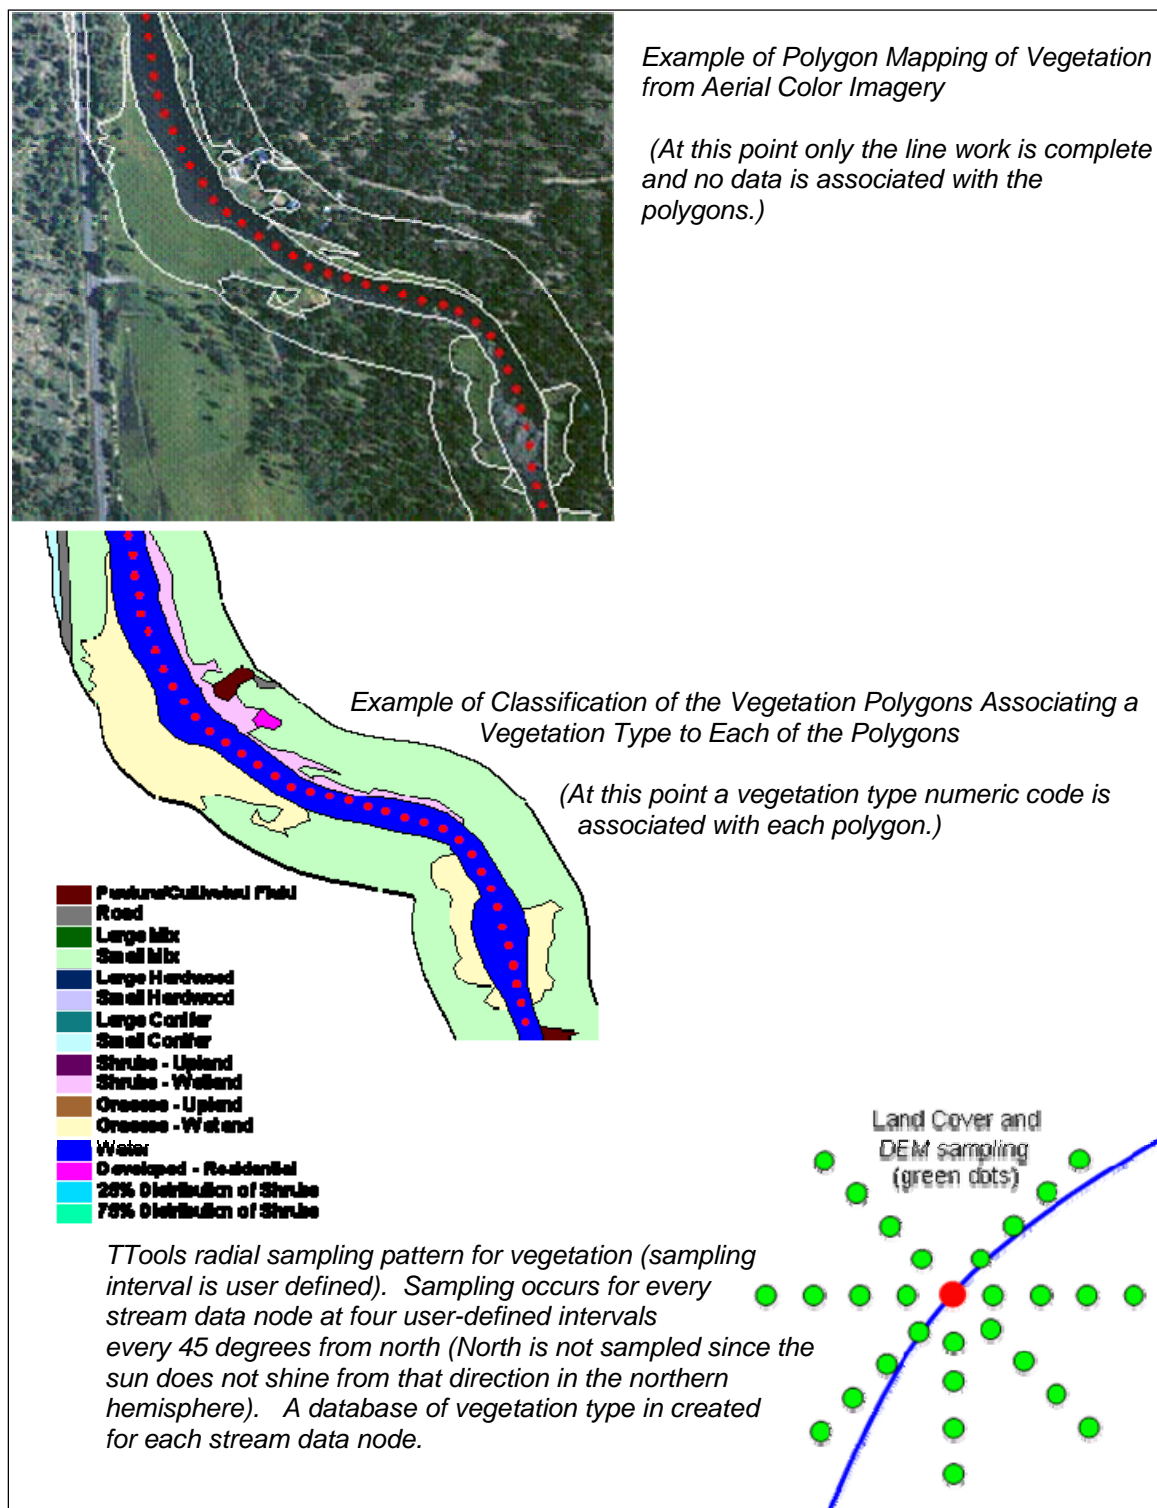 Example of Polygon Mapping of Vegetation
from Aerial Color Imagery
(At this point only the line work is complete
and no data is associated with the
polygons.)
Example of Classification of the Vegetation Polygons Associating a
Vegetation Type to Each of the Polygons
(At this point a vegetation type numeric code is
associated with each polygon.)
Pasture/Cultivated Field
Road
Large Mix
Small Mix
Large Hardwood
Small Hardwood
Large Conifer
Small Conifer
Shrubs - Upland
Shrubs - Wetland
Grasses - Upland
Grasses - Wetland
Water
Developed - Residential
25% Distribution of Shrubs
75% Distribution of Shrubs
Land Cover and
DEM sampling
(green dots)
TTools radial sampling pattern for vegetation (sampling
interval is user defined).  Sampling occurs for every
stream data node at four user-defined intervals
every 45 degrees from north (North is not sampled since the
sun does not shine from that direction in the northern
hemisphere).   A database of vegetation type in created
for each stream data node.